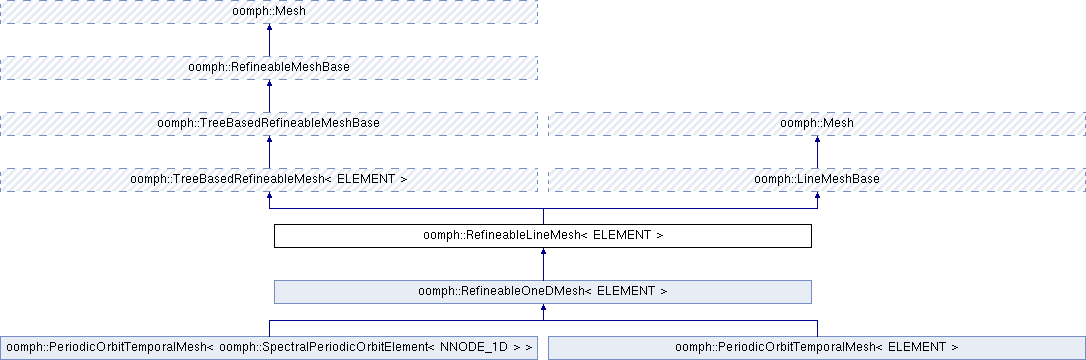 oomph::Mesh
oomph::RefineableMeshBase
oomph::TreeBasedRefineableMeshBase
oomph::Mesh
oomph::TreeBasedRefineableMesh< ELEMENT >
oomph::LineMeshBase
oomph::RefineableLineMesh< ELEMENT >
oomph::RefineableOneDMesh< ELEMENT >
oomph::PeriodicOrbitTemporalMesh< oomph::SpectralPeriodicOrbitElement< NNODE_1D > >
oomph::PeriodicOrbitTemporalMesh< ELEMENT >